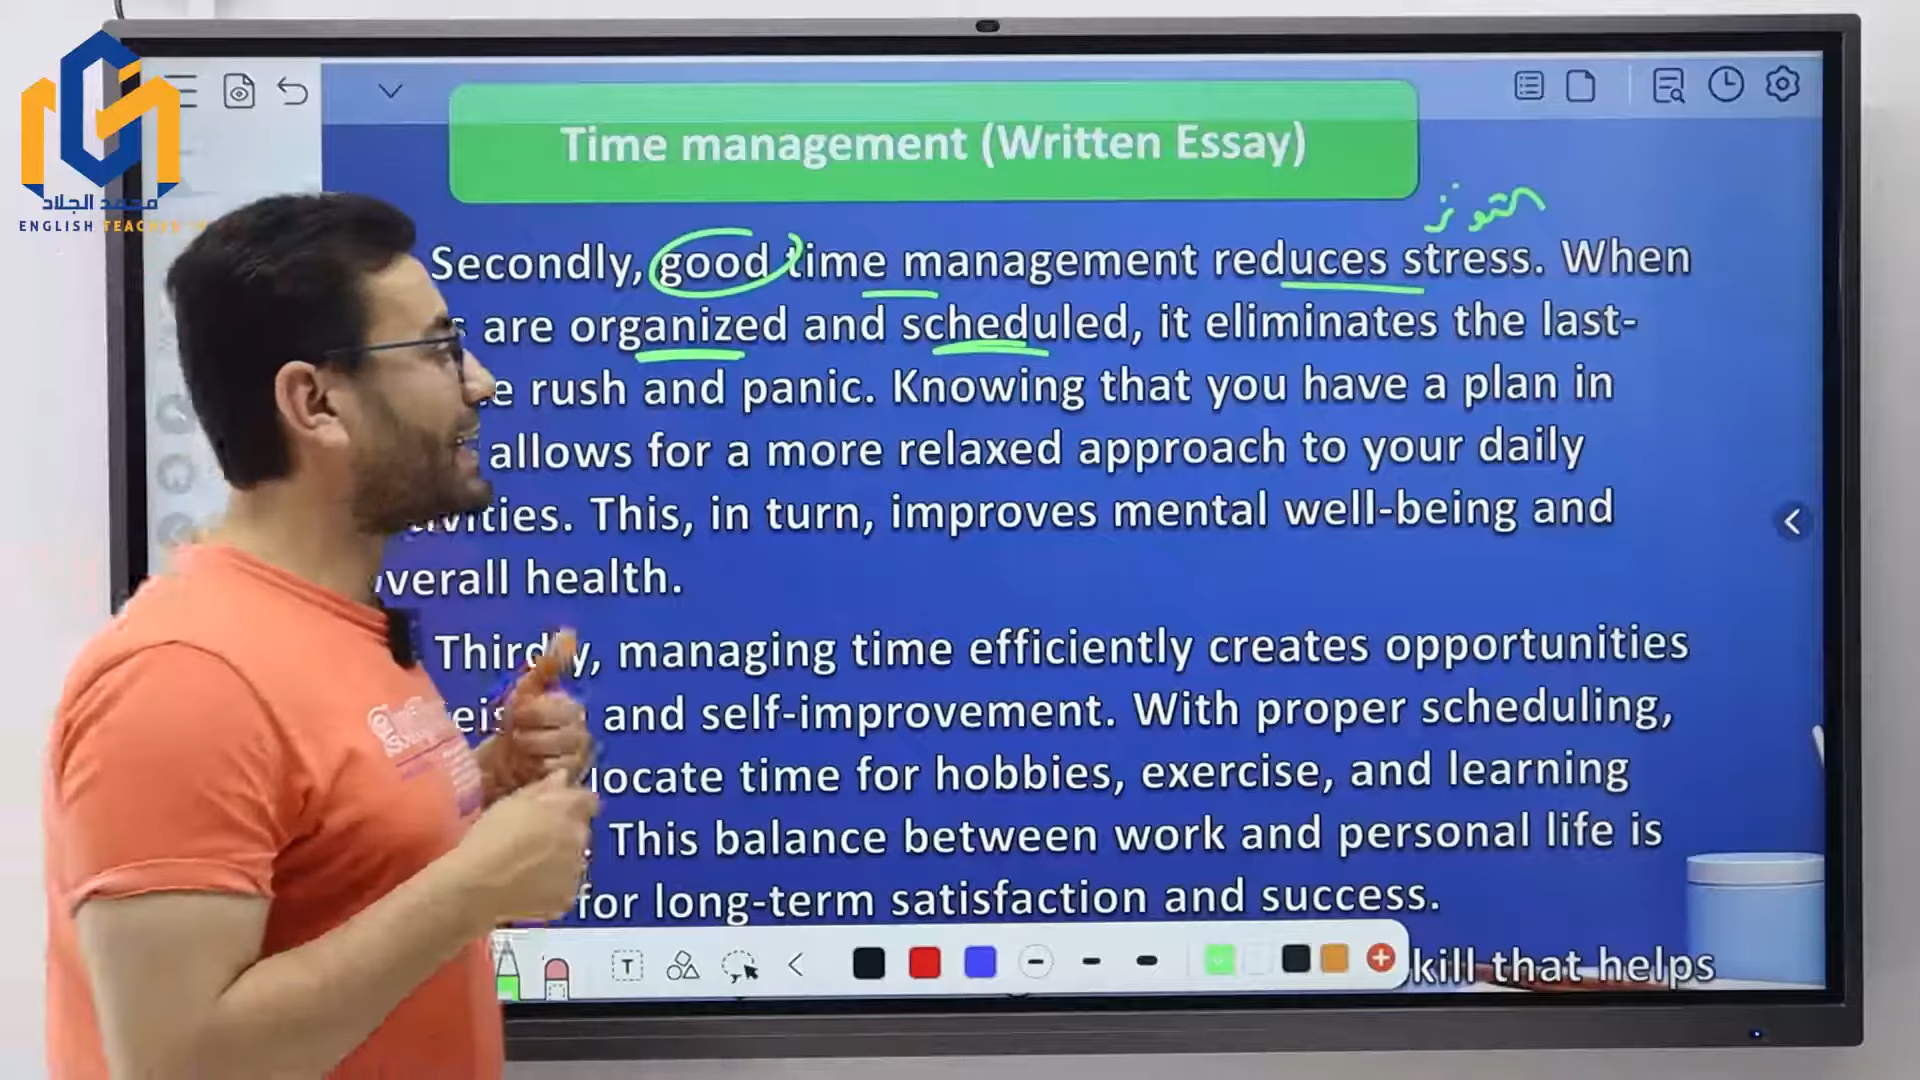 محمد الجلاد
ENGLISH TEACHER
Time management (Written Essay)
التوتر
Secondly, good time management reduces stress. When
are organized and scheduled, it eliminates the last-
rush and panic. Knowing that you have a plan in
allows for a more relaxed approach to your daily
This, in turn, improves mental well-being and
overall health.
Thirdly, managing time efficiently creates opportunities
and self-improvement. With proper scheduling,
time for hobbies, exercise, and learning
This balance between work and personal life is
for long-term satisfaction and success.
T
that helps